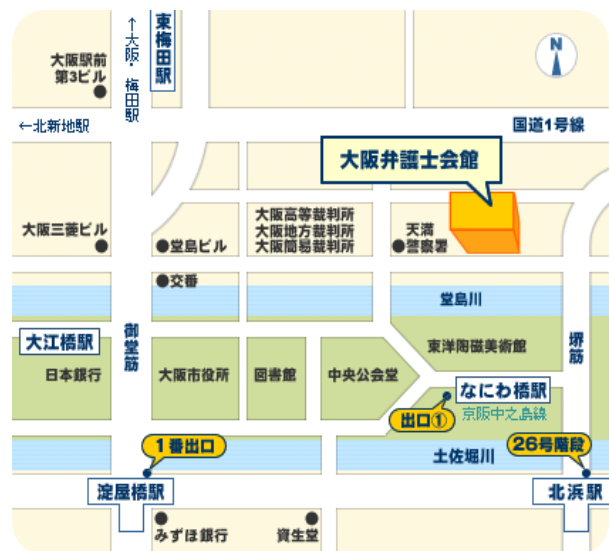 ↑大阪・梅田駅
東梅田駅
大阪駅前
第3ビル
N
←北新地駅
国道1号線
大阪弁護士会館
大阪三菱ビル
堂島ビル
大阪高等裁判所
大阪地方裁判所
大阪簡易裁判所
天満
警察署
交番
堂島川
大江橋駅
御堂筋
東洋陶磁美術館
堺筋
日本銀行
大阪市役所
図書館
中央公会堂
なにわ橋駅
京阪中之島線
出口①
1番出口
土佐堀川
26号階段
淀屋橋駅
北浜駅
みずほ銀行
資生堂